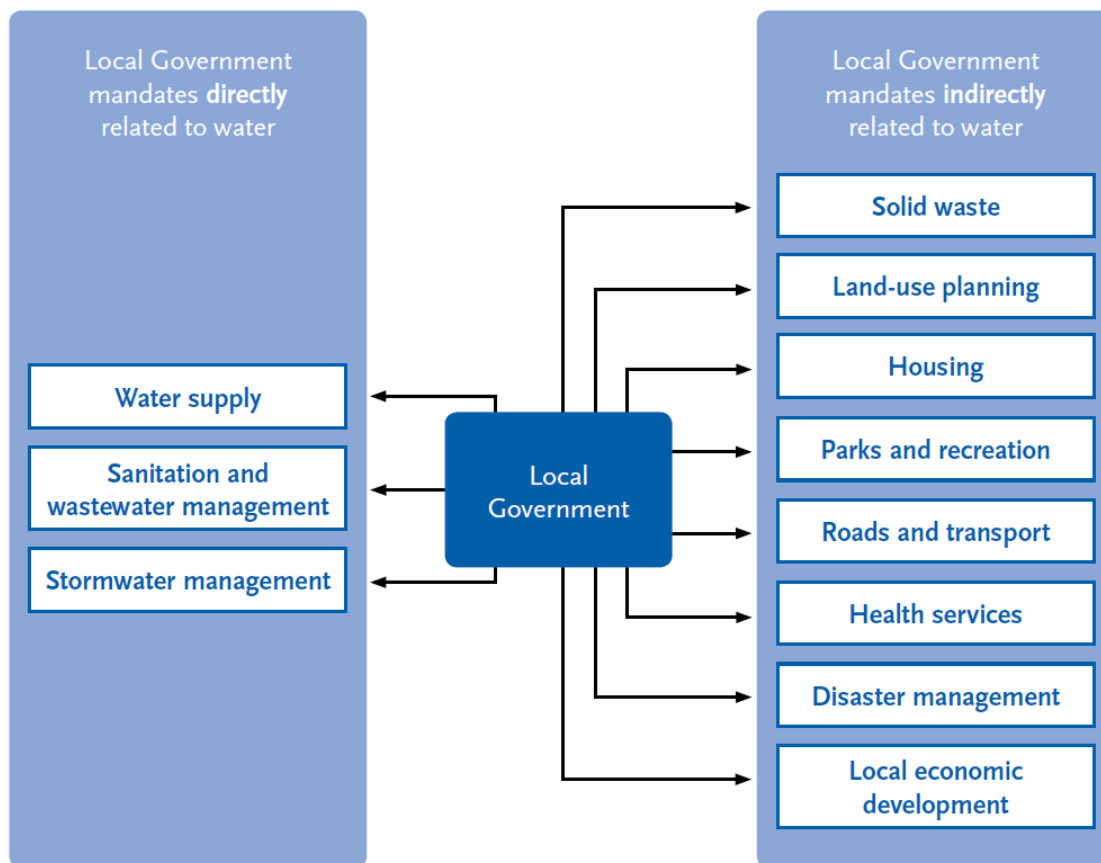 Local Government
mandates directly
related to water
Water supply
Sanitation and
wastewater management
Stormwater management
Local
Government
Local Government
mandates indirectly
related to water
Solid waste
Land-use planning
Housing
Parks and recreation
Roads and transport
Health services
Disaster management
Local economic
development